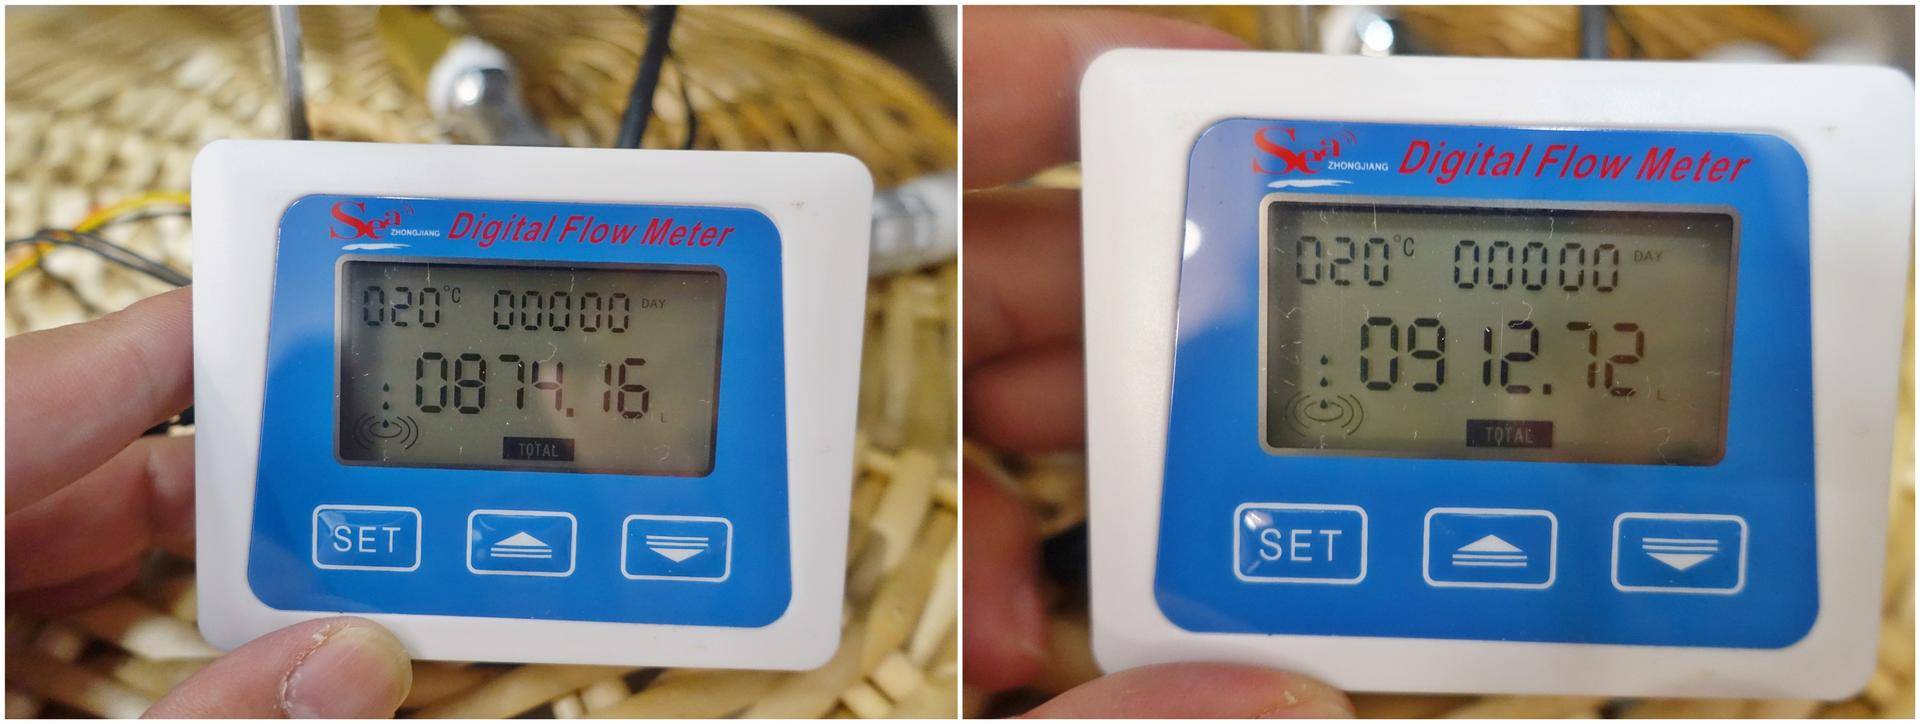 Sea ZHONGJIANG Digital Flow Meter
020°C 00000 DAY
0874.16 L
TOTAL
SET
Sea ZHONGJIANG Digital Flow Meter
020°C 00000 DAY
0912.72 L
TOTAL
SET